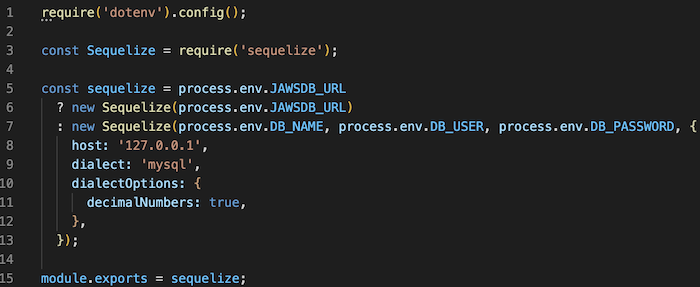 1 require('dotenv').config();
2
3 const Sequelize = require('sequelize');
4
5 const sequelize = process.env.JAWSDB_URL
6   ? new Sequelize(process.env.JAWSDB_URL)
7   : new Sequelize(process.env.DB_NAME, process.env.DB_USER, process.env.DB_PASSWORD, {
8     host: '127.0.0.1',
9     dialect: 'mysql',
10     dialectOptions: {
11       decimalNumbers: true,
12     },
13   });
14
15 module.exports = sequelize;